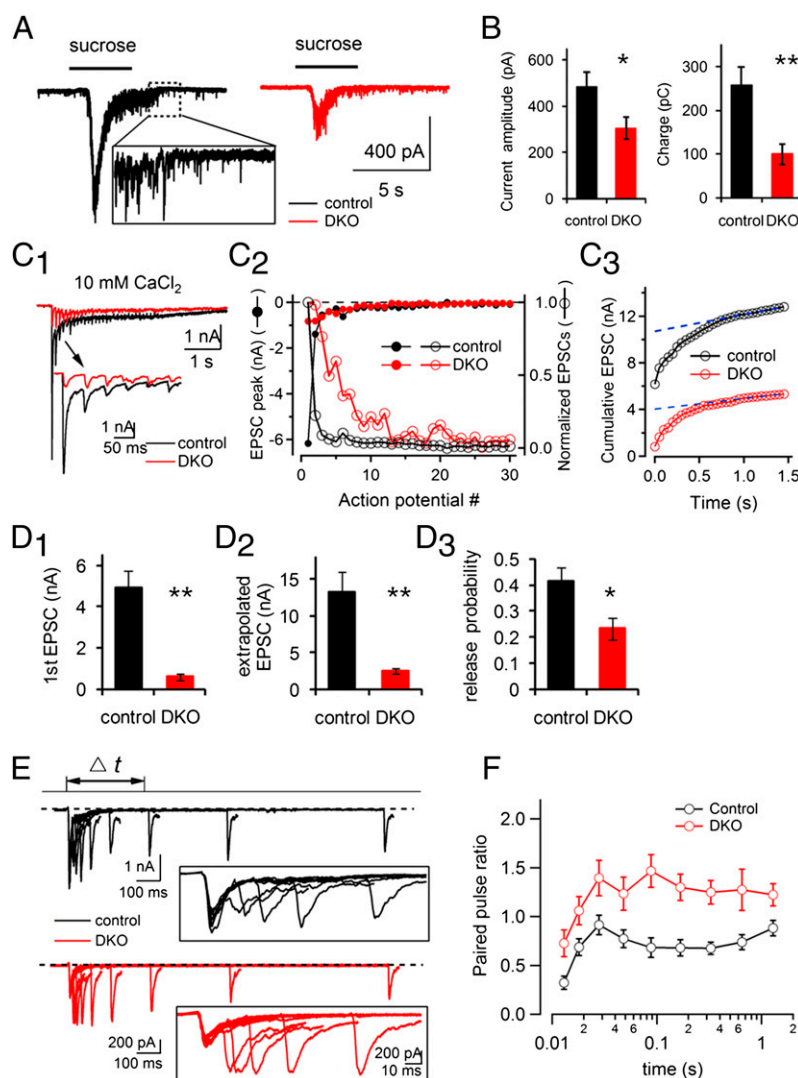 A
sucrose
sucrose
400 pA
5 s
control
DKO
B
Current amplitude (pA)
600
400
200
0
*
control DKO
Charge (pC)
300
200
100
0
**
control DKO
C1
10 mM CaCl2
1 nA
1 s
1 nA
50 ms
control
DKO
C2
EPSC peak (nA) (—●—)
0
-2
-4
-6
control
DKO
1.0
0.5
0.0
Normalized EPSCs (—○—)
0 10 20 30
Action potential #
C3
Cumulative EPSC (nA)
12
8
4
0
control
DKO
0.0 0.5 1.0 1.5
Time (s)
D1
1st EPSC (nA)
6
4
2
0
**
control DKO
D2
extrapolated EPSC (nA)
15
10
5
0
**
control DKO
D3
release probability
0.5
0.4
0.3
0.2
0.1
0
*
control DKO
E
△ t
1 nA
100 ms
control
DKO
200 pA
100 ms
200 pA
10 ms
F
Paired pulse ratio
2.0
1.5
1.0
0.5
0.0
Control
DKO
0.01 2 4 6 0.1 2 4 6 1 2
time (s)